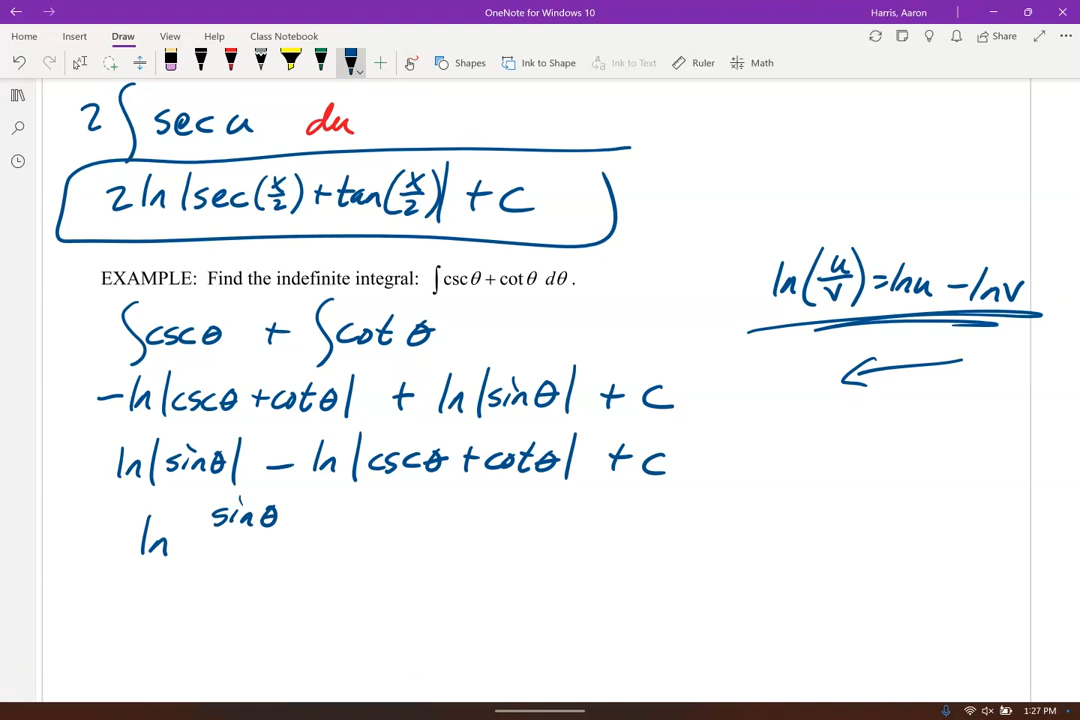 OneNote for Windows 10
Harris, Aaron
Home Insert Draw View Help Class Notebook Share
Shapes Ink to Shape Ink to Text Ruler Math
2 ∫ sec u du
2 ln |sec(x/2) + tan(x/2)| + C
EXAMPLE: Find the indefinite integral: ∫ csc θ + cot θ dθ.
ln(u/v) = ln u - ln v
∫ csc θ + ∫ cot θ
- ln |csc θ + cot θ| + ln |sin θ| + C
ln |sin θ| - ln |csc θ + cot θ| + C
ln sin θ
1:27 PM